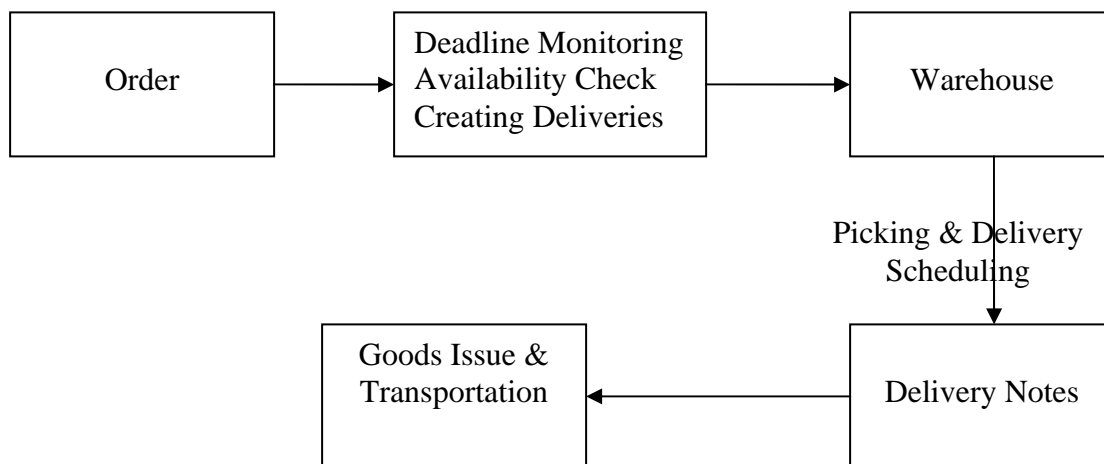 Order
Deadline Monitoring
Availability Check
Creating Deliveries
Warehouse
Picking & Delivery
Scheduling
Goods Issue &
Transportation
Delivery Notes